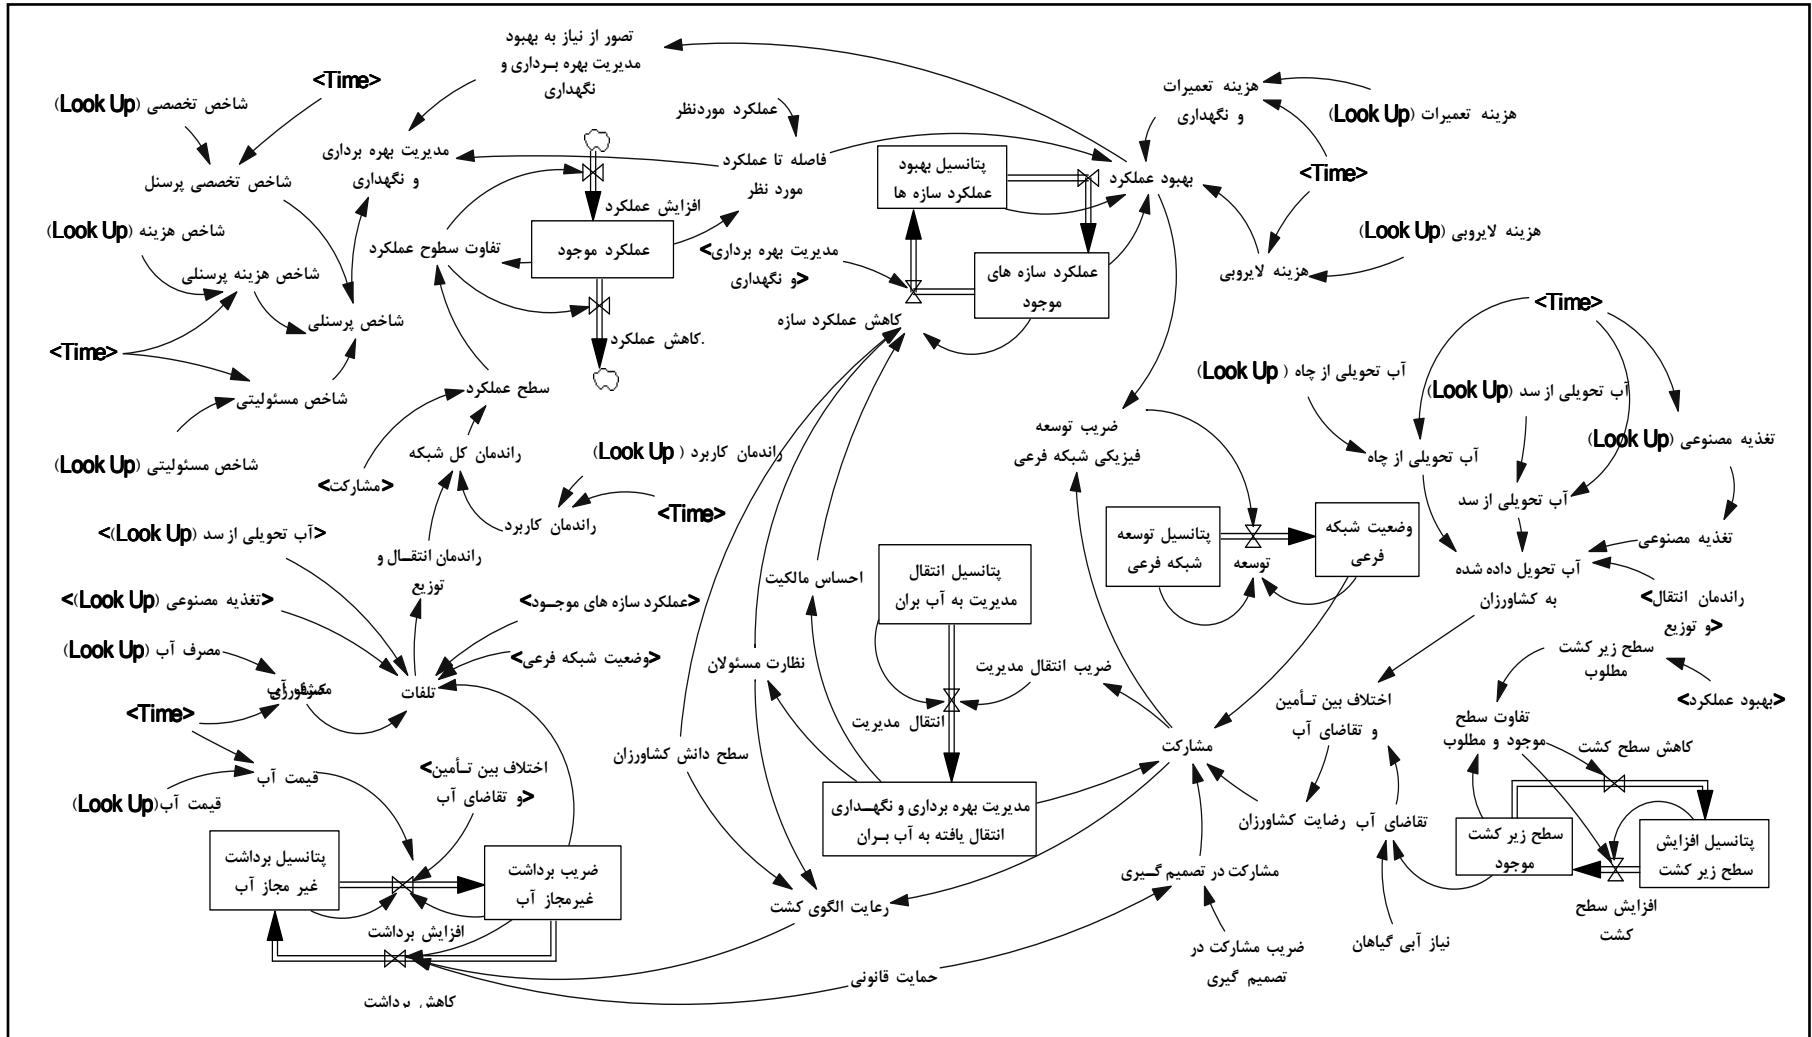 تصور از نیاز به بهبود
مدیریت بهره بـرداری و
نگهداری
<Time>
شاخص تخصصی (Look Up)
عملکرد موردنظر
هزینه تعمیرات
و نگهداری
هزینه تعمیرات (Look Up)
مدیریت بهره برداری
و نگهداری
فاصله تا عملکرد
مورد نظر
پتانسیل بهبود
عملکرد سازه ها
بهبود عملکرد
<Time>
شاخص تخصصی پرسنل
افزایش عملکرد
شاخص هزینه (Look Up)
تفاوت سطوح عملکرد
عملکرد موجود
<مدیریت بهره برداری
و نگهداری>
عملکرد سازه های
موجود
هزینه لایروبی (Look Up)
هزینه لایروبی
شاخص هزینه پرسنلی
شاخص پرسنلی
کاهش عملکرد سازه
<Time>
<Time>
کاهش عملکرد.
سطح عملکرد
شاخص مسئولیتی
آب تحویلی از چاه (Look Up)
آب تحویلی از سد (Look Up)
ضریب توسعه
فیزیکی شبکه فرعی
تغذیه مصنوعی (Look Up)
شاخص مسئولیتی (Look Up)
راندمان کل شبکه
راندمان کاربرد (Look Up)
آب تحویلی از چاه
<مشارکت>
راندمان کاربرد
<Time>
آب تحویلی از سد
<آب تحویلی از سد (Look Up)>
راندمان انتقـال و
توزیع
پتانسیل توسعه
شبکه فرعی
توسعه
وضعیت شبکه
فرعی
تغذیه مصنوعی
آب تحویل داده شده
به کشاورزان
احساس مالکیت
پتانسیل انتقال
مدیریت به آب بران
<تغذیه مصنوعی (Look Up)>
<عملکرد سازه های موجـود>
<راندمان انتقال
و توزیع>
مصرف آب (Look Up)
<وضعیت شبکه فرعی>
نظارت مسئولان
ضریب انتقال مدیریت
سطح زیر کشت
مطلوب
مصرف آب
کشاورزی
تلفات
<Time>
انتقال مدیریت
اختلاف بین تـأمین
و تقاضای آب
<بهبود عملکرد>
تفاوت سطح
موجود و مطلوب
کاهش سطح کشت
سطح دانش کشاورزان
مشارکت
<اختلاف بین تـأمین
و تقاضای آب>
قیمت آب
قیمت آب(Look Up)
مدیریت بهره برداری و نگهــداری
انتقال یافته به آب بـران
رضایت کشاورزان
تقاضای آب
سطح زیر کشت
موجود
پتانسیل افزایش
سطح زیر کشت
پتانسیل برداشت
غیر مجاز آب
ضریب برداشت
غیرمجاز آب
مشارکت در تصمیم گـیری
رعایت الگوی کشت
افزایش سطح
کشت
افزایش برداشت
ضریب مشارکت در
تصمیم گیری
نیاز آبی گیاهان
حمایت قانونی
کاهش برداشت